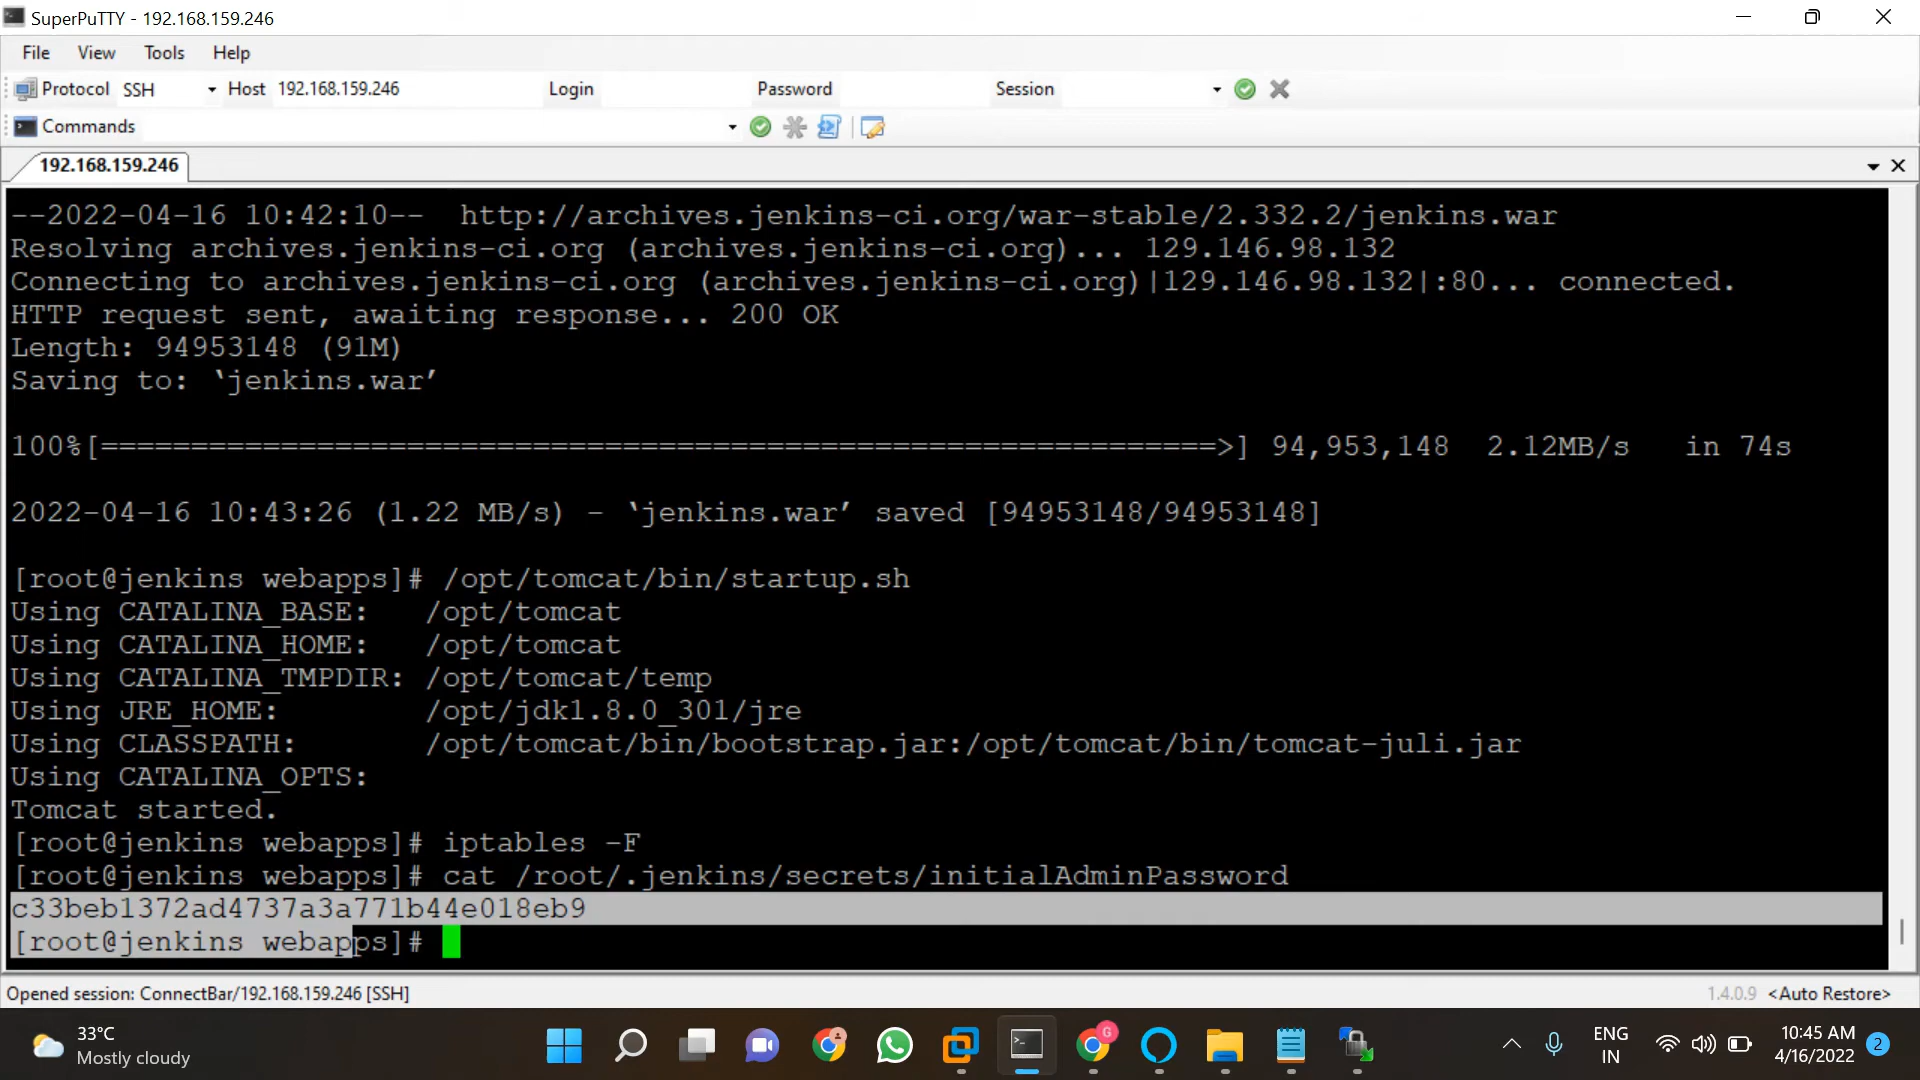 SuperPuTTY - 192.168.159.246
File View Tools Help
Protocol SSH Host 192.168.159.246 Login Password Session
Commands
192.168.159.246
--2022-04-16 10:42:10-- http://archives.jenkins-ci.org/war-stable/2.332.2/jenkins.war
Resolving archives.jenkins-ci.org (archives.jenkins-ci.org)... 129.146.98.132
Connecting to archives.jenkins-ci.org (archives.jenkins-ci.org)|129.146.98.132|:80... connected.
HTTP request sent, awaiting response... 200 OK
Length: 94953148 (91M)
Saving to: ‘jenkins.war’
100%[==============================================================>] 94,953,148 2.12MB/s in 74s
2022-04-16 10:43:26 (1.22 MB/s) - ‘jenkins.war’ saved [94953148/94953148]
[root@jenkins webapps]# /opt/tomcat/bin/startup.sh
Using CATALINA_BASE: /opt/tomcat
Using CATALINA_HOME: /opt/tomcat
Using CATALINA_TMPDIR: /opt/tomcat/temp
Using JRE_HOME: /opt/jdk1.8.0_301/jre
Using CLASSPATH: /opt/tomcat/bin/bootstrap.jar:/opt/tomcat/bin/tomcat-juli.jar
Using CATALINA_OPTS:
Tomcat started.
[root@jenkins webapps]# iptables -F
[root@jenkins webapps]# cat /root/.jenkins/secrets/initialAdminPassword
c33beb1372ad4737a3a771b44e018eb9
[root@jenkins webapps]#
Opened session: ConnectBar/192.168.159.246 [SSH] 1.4.0.9 <Auto Restore>
33°C
Mostly cloudy
G
ENG
IN
10:45 AM
4/16/2022
2